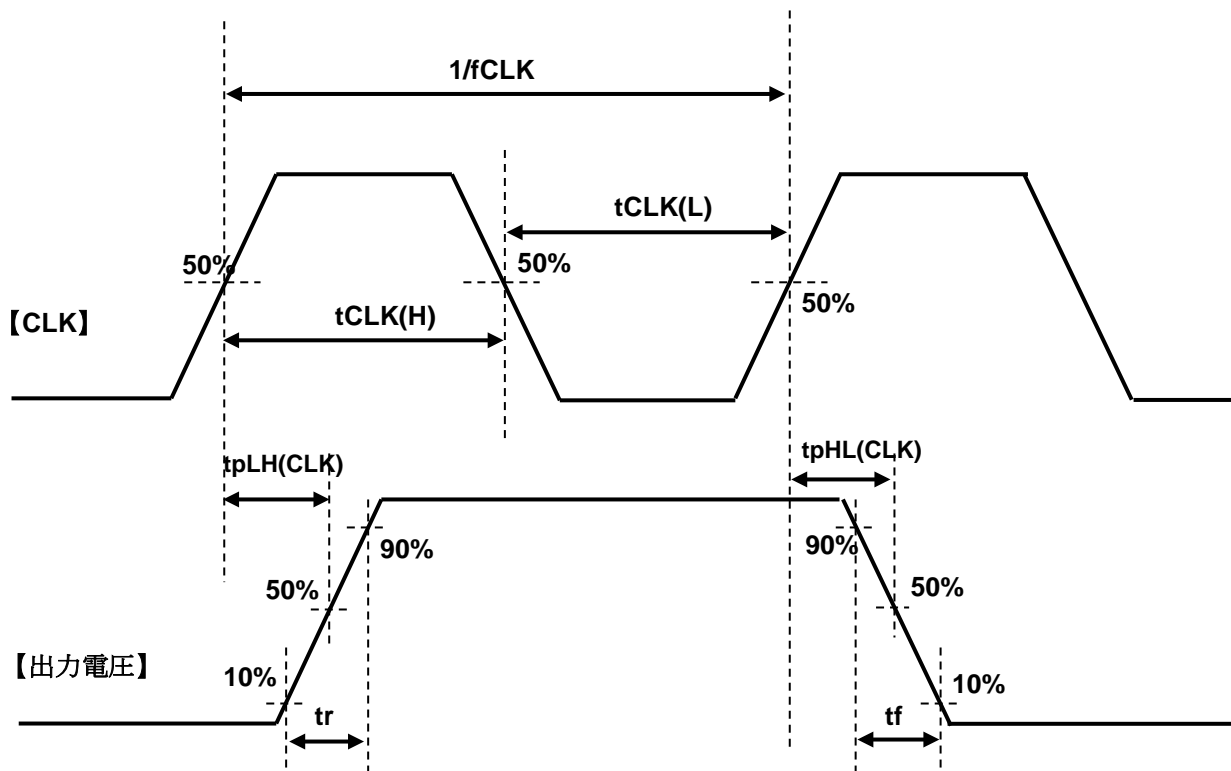 1/fCLK
tCLK(L)
50%
50%
50%
【CLK】
tCLK(H)
tpLH(CLK)
tpHL(CLK)
90%
90%
50%
50%
【出力電圧】
10%
10%
tr
tf